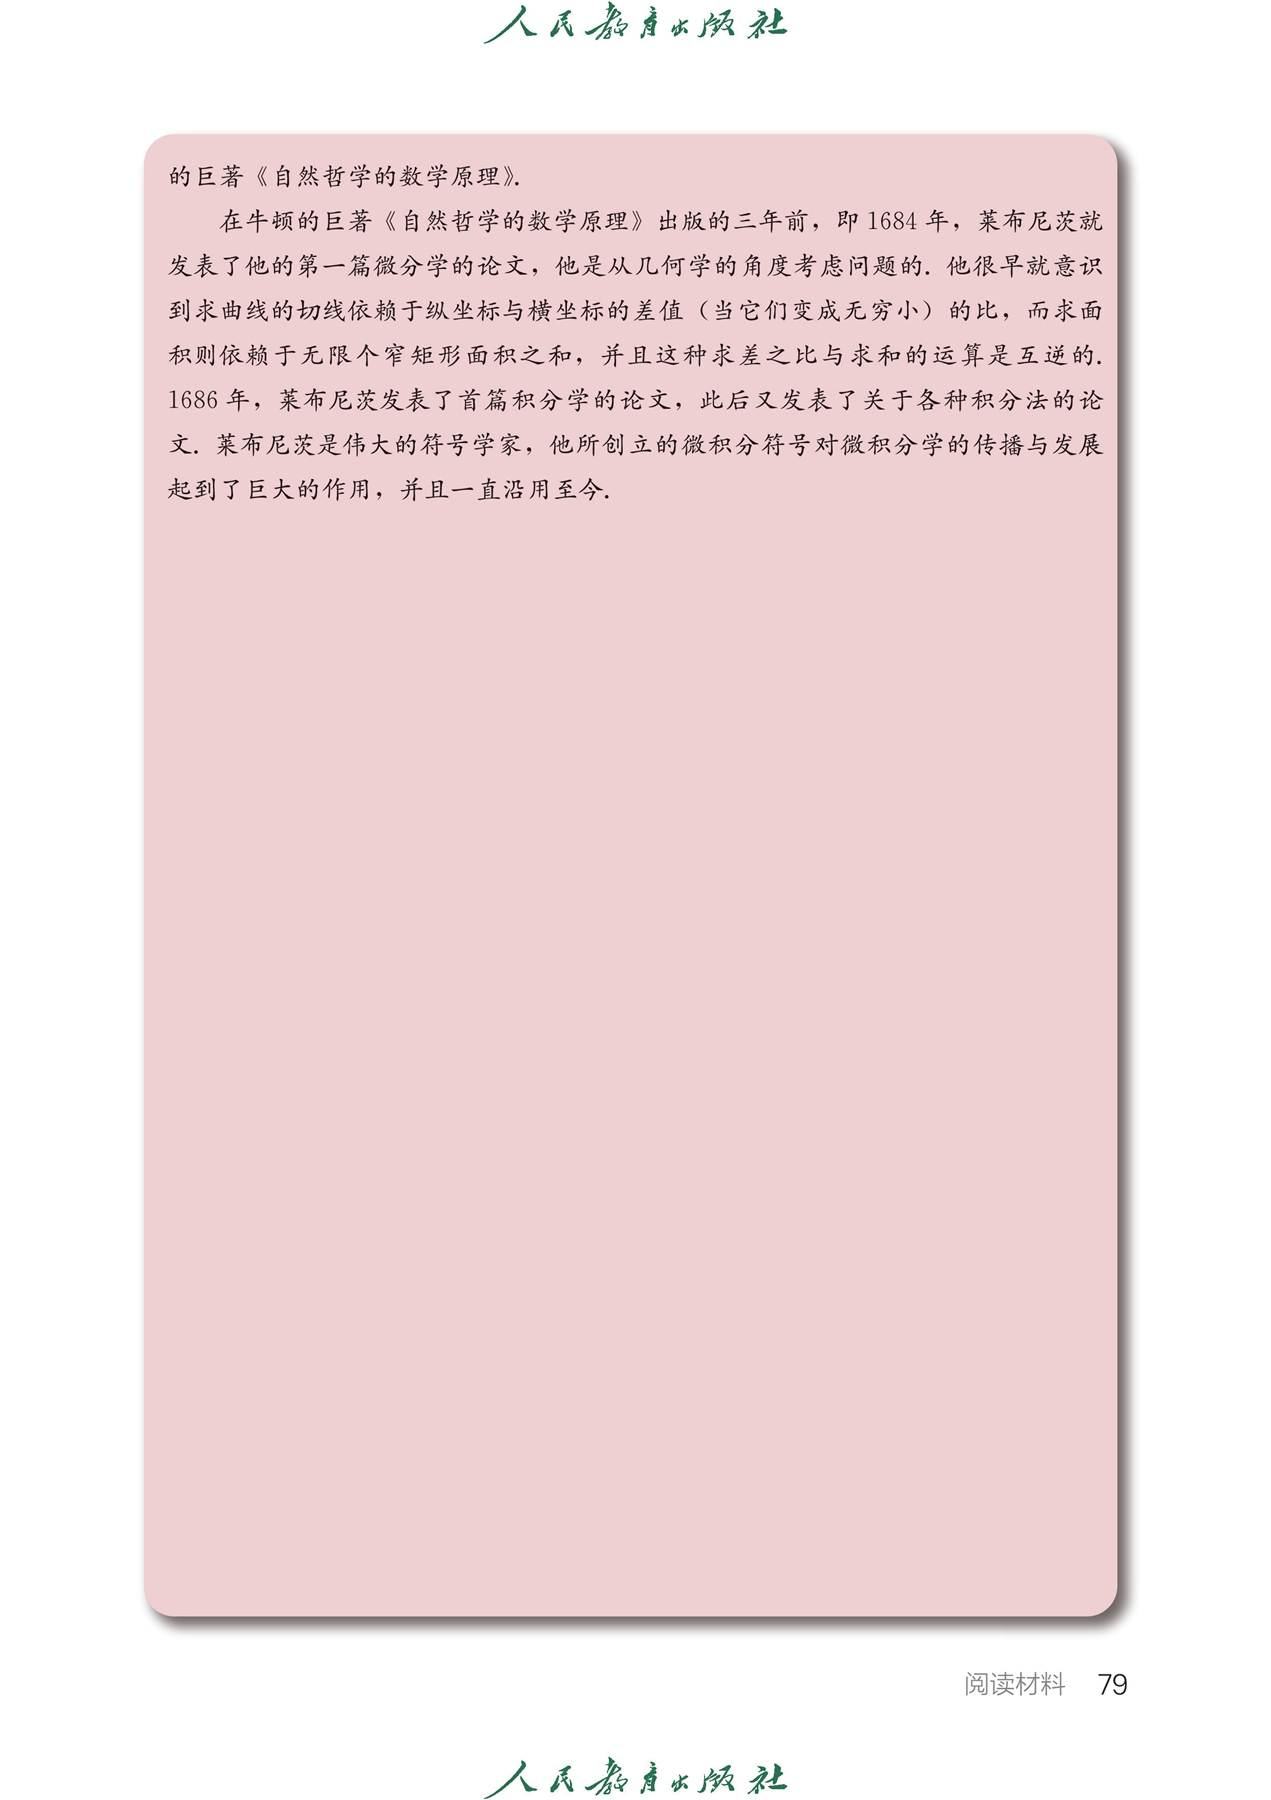 人民教育出版社
的巨著《自然哲学的数学原理》.
在牛顿的巨著《自然哲学的数学原理》出版的三年前，即 1684 年，莱布尼茨就
发表了他的第一篇微分学的论文，他是从几何学的角度考虑问题的. 他很早就意识
到求曲线的切线依赖于纵坐标与横坐标的差值（当它们变成无穷小）的比，而求面
积则依赖于无限个窄矩形面积之和，并且这种求差之比与求和的运算是互逆的.
1686 年，莱布尼茨发表了首篇积分学的论文，此后又发表了关于各种积分法的论
文. 莱布尼茨是伟大的符号学家，他所创立的微积分符号对微积分学的传播与发展
起到了巨大的作用，并且一直沿用至今.
阅读材料 79
人民教育出版社